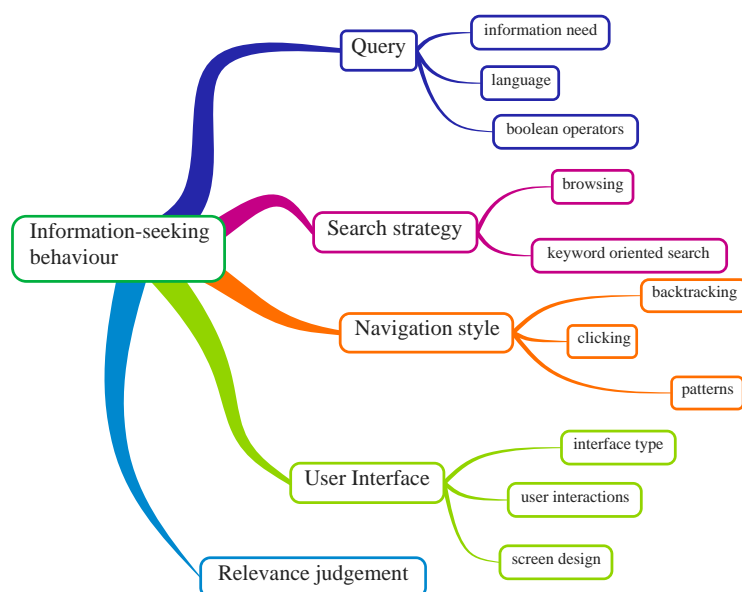 Information-seeking
behaviour
Query
information need
language
boolean operators
Search strategy
browsing
keyword oriented search
Navigation style
backtracking
clicking
patterns
User Interface
interface type
user interactions
screen design
Relevance judgement